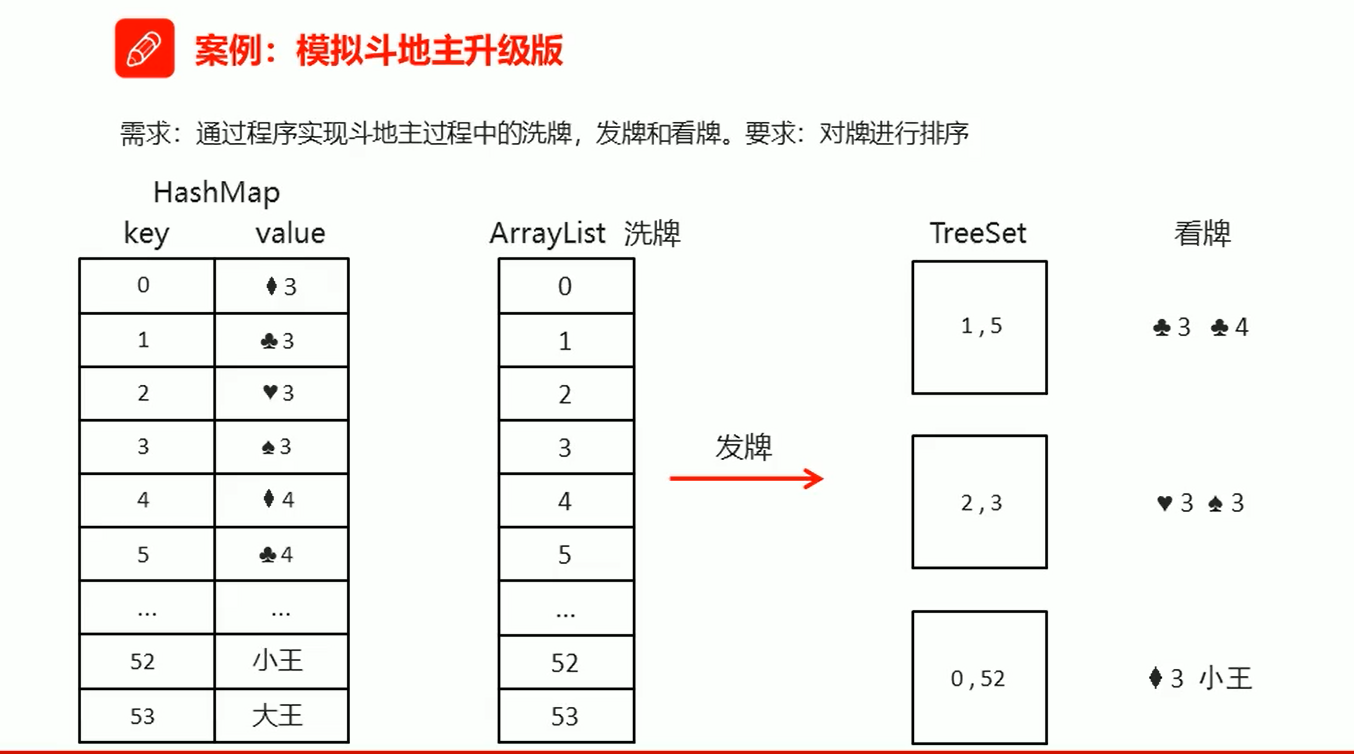 案例：模拟斗地主升级版
需求：通过程序实现斗地主过程中的洗牌，发牌和看牌。要求：对牌进行排序
HashMap
key value
0 ♦3
1 ♣3
2 ♥3
3 ♠3
4 ♦4
5 ♣4
... ...
52 小王
53 大王
ArrayList 洗牌
0
1
2
3
4
5
...
52
53
发牌
TreeSet 看牌
1,5 ♣3 ♣4
2,3 ♥3 ♠3
0,52 ♦3 小王